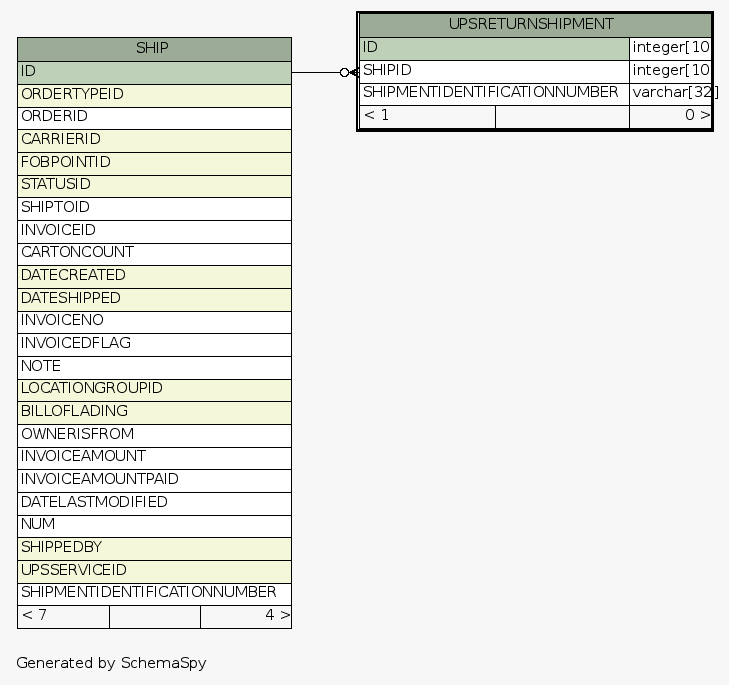 SHIP
ID
ORDERTYPEID
ORDERID
CARRIERID
FOBPOINTID
STATUSID
SHIPTOID
INVOICEID
CARTONCOUNT
DATECREATED
DATESHIPPED
INVOICENO
INVOICEDFLAG
NOTE
LOCATIONGROUPID
BILLOFLADING
OWNERISFROM
INVOICEAMOUNT
INVOICEAMOUNTPAID
DATELASTMODIFIED
NUM
SHIPPEDBY
UPSSERVICEID
SHIPMENTIDENTIFICATIONNUMBER
< 7 4 >
UPSRETURNSHIPMENT
ID integer[10
SHIPID integer[10
SHIPMENTIDENTIFICATIONNUMBER varchar[32]
< 1 0 >
Generated by SchemaSpy